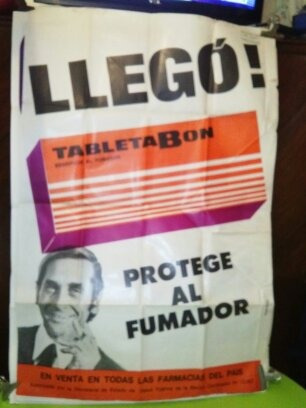 ¡LLEGÓ!
TABLETABON
PROTEGE
AL
FUMADOR
EN VENTA EN TODAS LAS FARMACIAS DEL PAIS